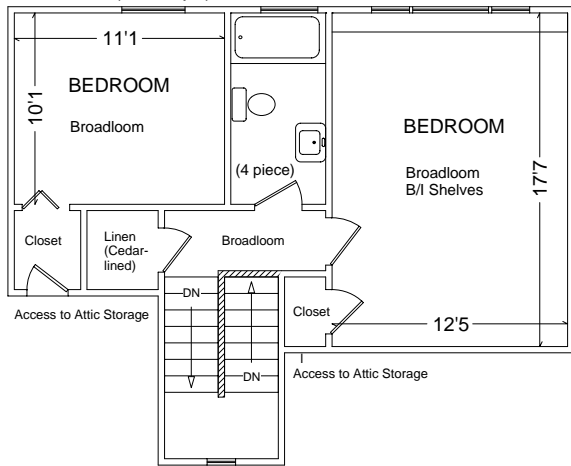 11'1
BEDROOM
Broadloom
10'1
(4 piece)
BEDROOM
Broadloom
B/I Shelves
17'7
12'5
Closet
Linen
(Cedar-
lined)
Broadloom
DN
DN
Closet
Access to Attic Storage
Access to Attic Storage